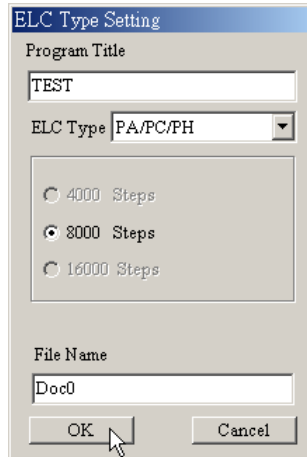 ELC Type Setting
Program Title
TEST
ELC Type PA/PC/PH
4000 Steps
8000 Steps
16000 Steps
File Name
Doc0
OK Cancel